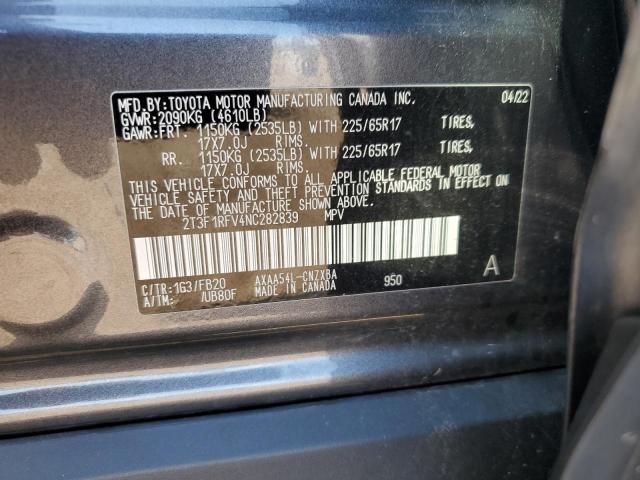 MFD.BY:TOYOTA MOTOR MANUFACTURING CANADA INC. 04/22
GVWR:2090KG (4610LB)
GAWR:FRT. 1150KG (2535LB) WITH 225/65R17 TIRES,
17X7.0J RIMS.
RR. 1150KG (2535LB) WITH 225/65R17 TIRES,
17X7.0J RIMS.
THIS VEHICLE CONFORMS TO ALL APPLICABLE FEDERAL MOTOR
VEHICLE SAFETY AND THEFT PREVENTION STANDARDS IN EFFECT ON
THE DATE OF MANUFACTURE SHOWN ABOVE.
2T3F1RFV4NC282839 MPV
C/TR:1G3/FB20 AXAA54L-CNZXBA 950 A
A/TM: /UB80F MADE IN CANADA